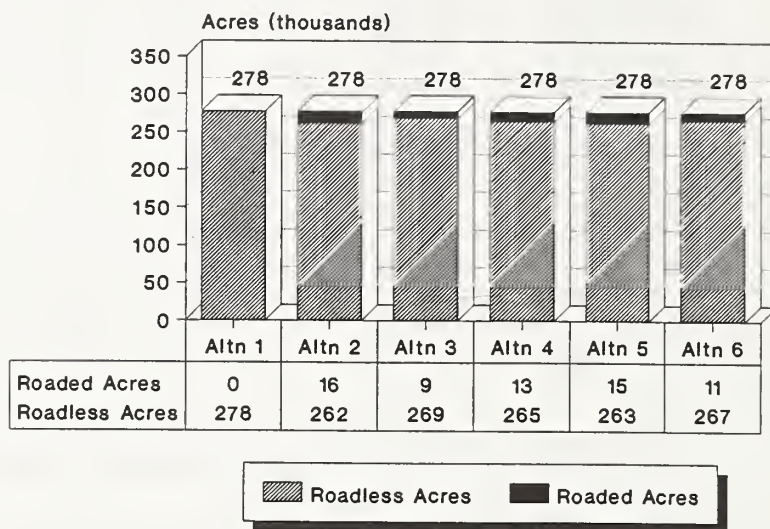 Acres (thousands)
350
300
250
200
150
100
50
0
278 278 278 278 278 278
Altn 1 Altn 2 Altn 3 Altn 4 Altn 5 Altn 6
Roaded Acres 0 16 9 13 15 11
Roadless Acres 278 262 269 265 263 267
Roadless Acres Roaded Acres